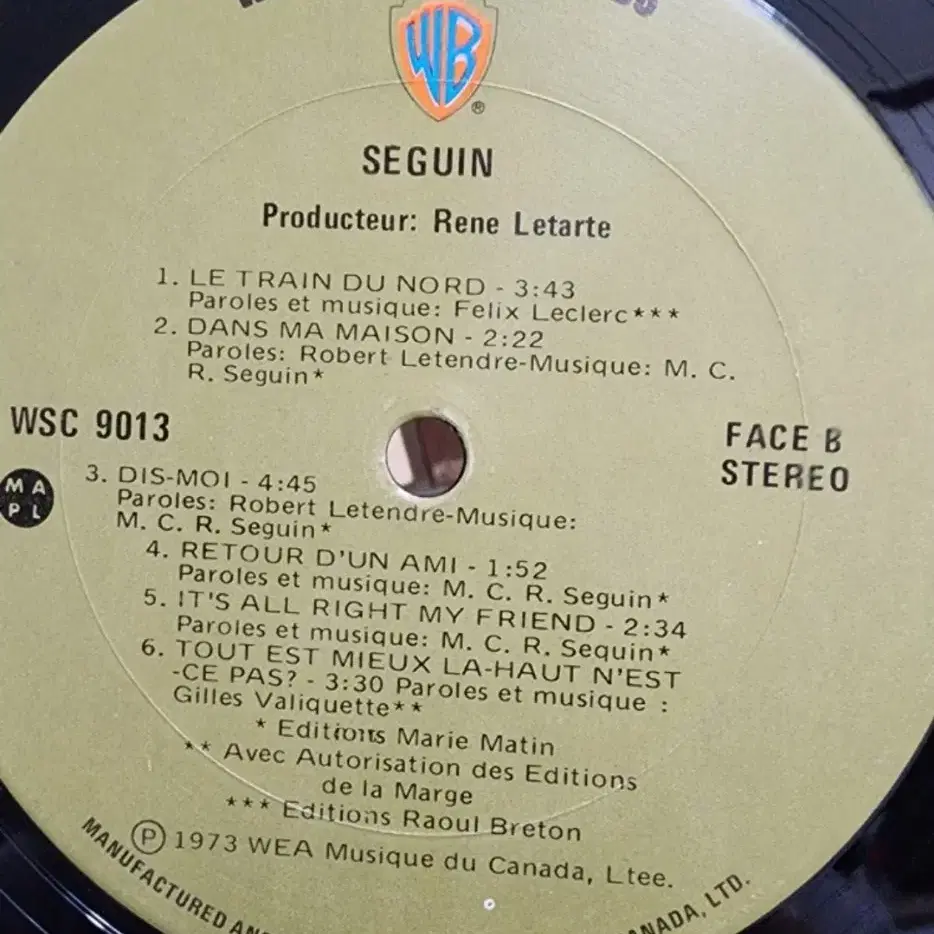 WB
®
SEGUIN
Producteur: Rene Letarte
1. LE TRAIN DU NORD - 3:43
Paroles et musique: Felix Leclerc***
2. DANS MA MAISON - 2:22
Paroles: Robert Letendre-Musique: M. C.
R. Seguin*
WSC 9013
FACE B
STEREO
MA
PL
3. DIS-MOI - 4:45
Paroles: Robert Letendre-Musique:
M. C. R. Seguin*
4. RETOUR D'UN AMI - 1:52
Paroles et musique: M. C. R. Seguin*
5. IT'S ALL RIGHT MY FRIEND - 2:34
Paroles et musique: M. C. R. Sequin*
6. TOUT EST MIEUX LA-HAUT N'EST
-CE PAS? - 3:30 Paroles et musique :
Gilles Valiquette**
* Editions Marie Matin
** Avec Autorisation des Editions
de la Marge
*** Editions Raoul Breton
Ⓟ 1973 WEA Musique du Canada, Ltee.
MANUFACTURED
LTD.